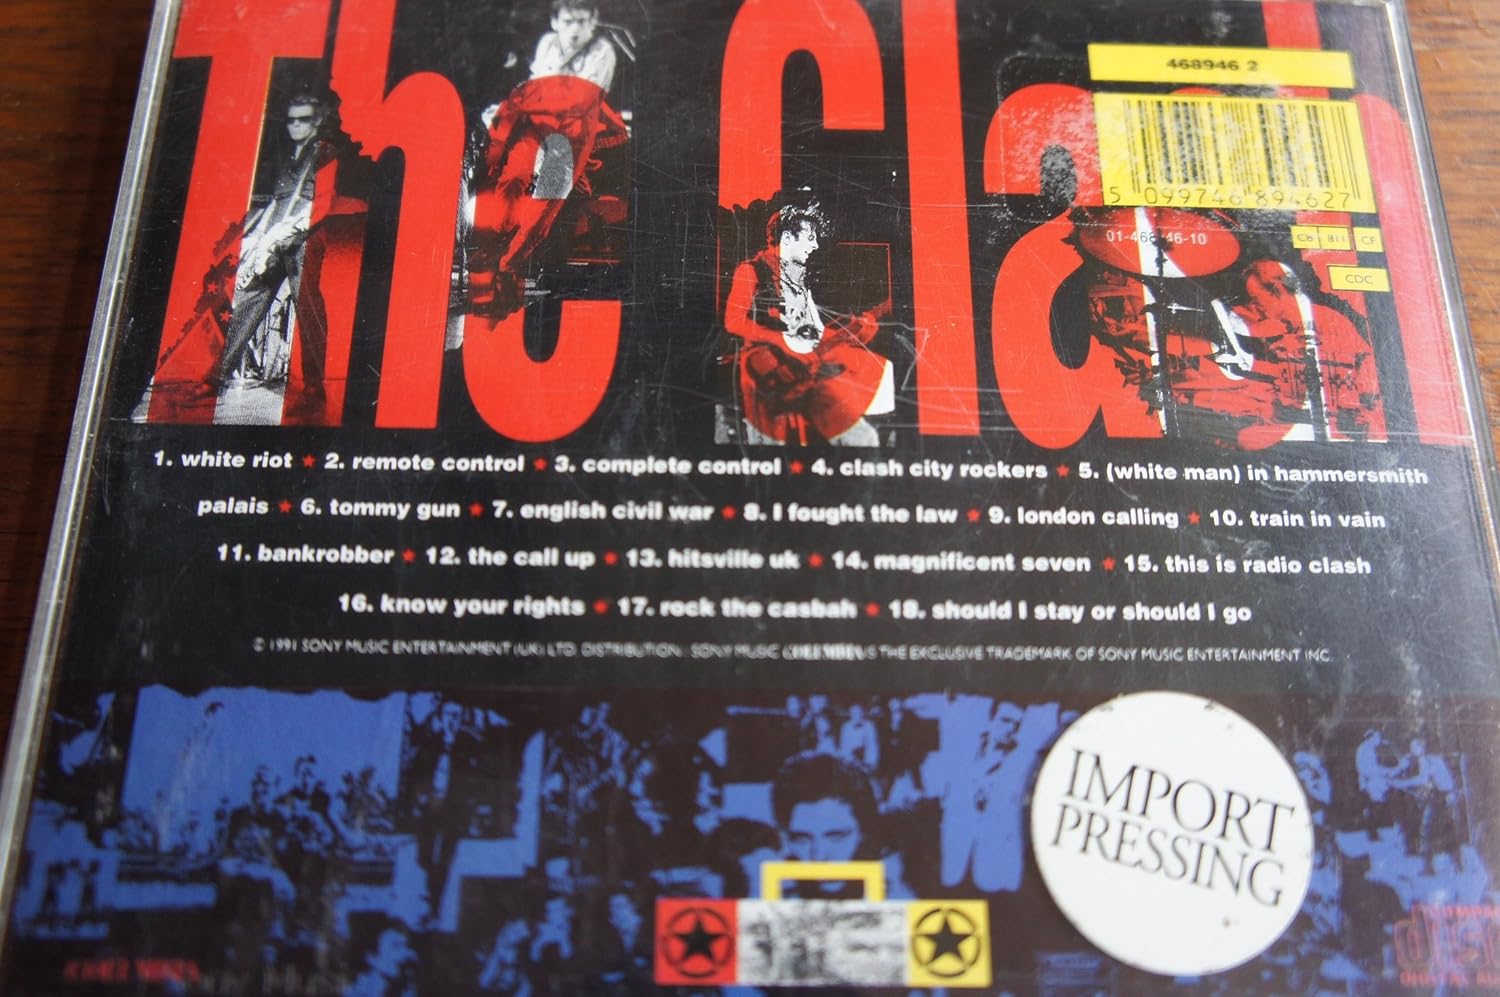 The Clash
468946 2
5 099746 894627
01-468946-10
CB 811 CF
CDC
1. white riot ★ 2. remote control ★ 3. complete control ★ 4. clash city rockers ★ 5. (white man) in hammersmith
palais ★ 6. tommy gun ★ 7. english civil war ★ 8. I fought the law ★ 9. london calling ★ 10. train in vain
11. bankrobber ★ 12. the call up ★ 13. hitsville uk ★ 14. magnificent seven ★ 15. this is radio clash
16. know your rights ★ 17. rock the casbah ★ 18. should I stay or should I go
© 1991 SONY MUSIC ENTERTAINMENT (UK) LTD. DISTRIBUTION: SONY MUSIC IS THE EXCLUSIVE TRADEMARK OF SONY MUSIC ENTERTAINMENT INC.
IMPORT
PRESSING
disc